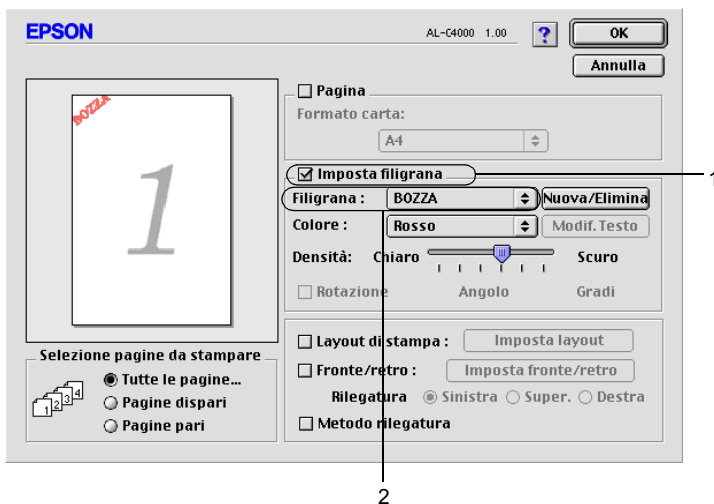 EPSON
AL-C4000 1.00
?
OK
Annulla
BOZZA
1
Pagina
Formato carta:
A4
Imposta filigrana
1
Filigrana : BOZZA Nuova/Elimina
Colore : Rosso Modif. Testo
Densità: Chiaro Scuro
Rotazione Angolo Gradi
Layout di stampa : Imposta layout
Fronte/retro : Imposta fronte/retro
Rilegatura Sinistra Super. Destra
Metodo rilegatura
Selezione pagine da stampare
1 2 3 4
Tutte le pagine...
Pagine dispari
Pagine pari
2